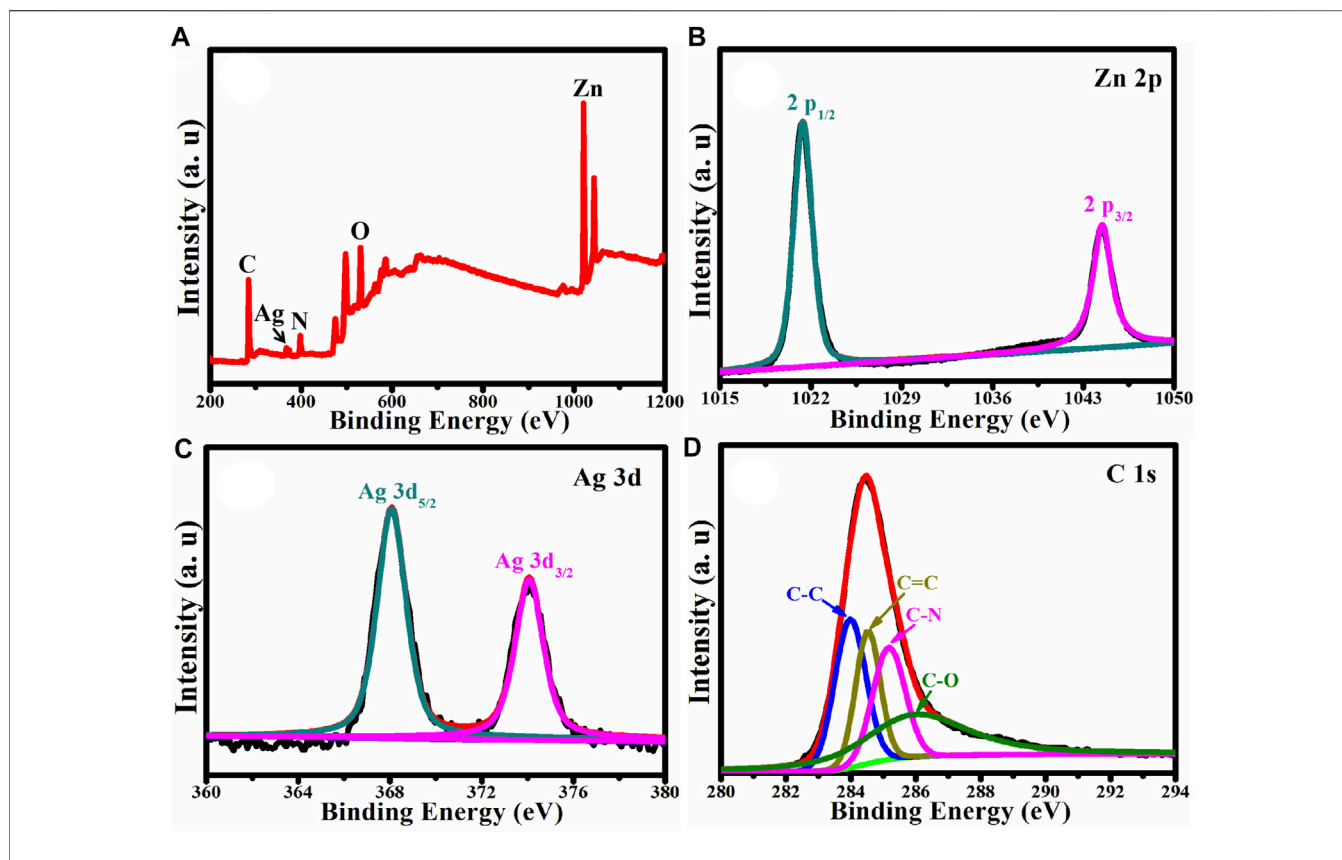 A
Zn
O
C
Ag
N
Intensity (a. u)
200 400 600 800 1000 1200
Binding Energy (eV)
B
Zn 2p
2 p1/2
2 p3/2
Intensity (a. u)
1015 1022 1029 1036 1043 1050
Binding Energy (eV)
C
Ag 3d
Ag 3d5/2
Ag 3d3/2
Intensity (a. u)
360 364 368 372 376 380
Binding Energy (eV)
D
C 1s
C=C
C-C
C-N
C-O
Intensity (a. u)
280 282 284 286 288 290 292 294
Binding Energy (eV)